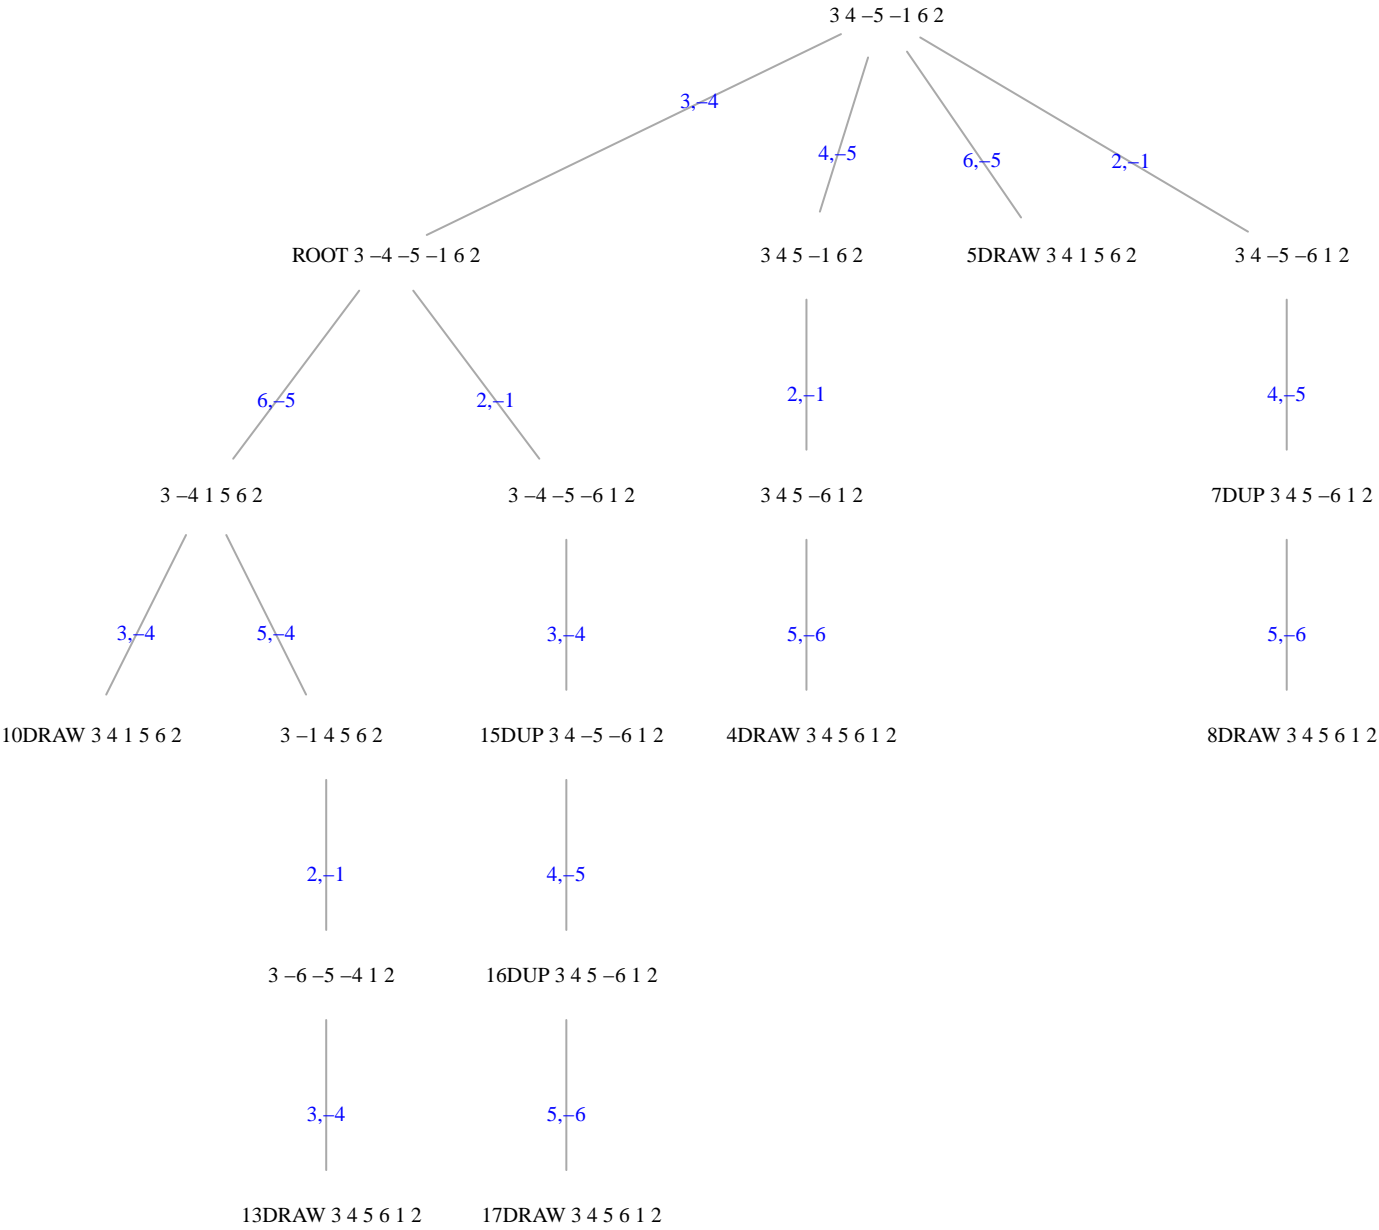 3 4 –5 –1 6 2
3,–4
4,–5
6,–5
2,–1
ROOT 3 –4 –5 –1 6 2
3 4 5 –1 6 2
5DRAW 3 4 1 5 6 2
3 4 –5 –6 1 2
6,–5
2,–1
2,–1
4,–5
3 –4 1 5 6 2
3 –4 –5 –6 1 2
3 4 5 –6 1 2
7DUP 3 4 5 –6 1 2
3,–4
5,–4
3,–4
5,–6
5,–6
10DRAW 3 4 1 5 6 2
3 –1 4 5 6 2
15DUP 3 4 –5 –6 1 2
4DRAW 3 4 5 6 1 2
8DRAW 3 4 5 6 1 2
2,–1
4,–5
3 –6 –5 –4 1 2
16DUP 3 4 5 –6 1 2
3,–4
5,–6
13DRAW 3 4 5 6 1 2
17DRAW 3 4 5 6 1 2